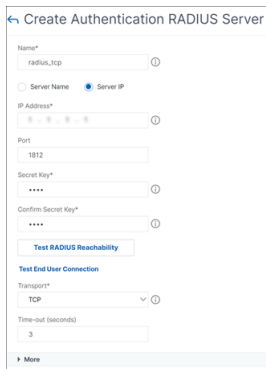 Create Authentication RADIUS Server
Name*
radius_tcp
Server Name
Server IP
IP Address*
Port
1812
Secret Key*
••••
Confirm Secret Key*
••••
Test RADIUS Reachability
Test End User Connection
Transport*
TCP
Time-out (seconds)
3
More